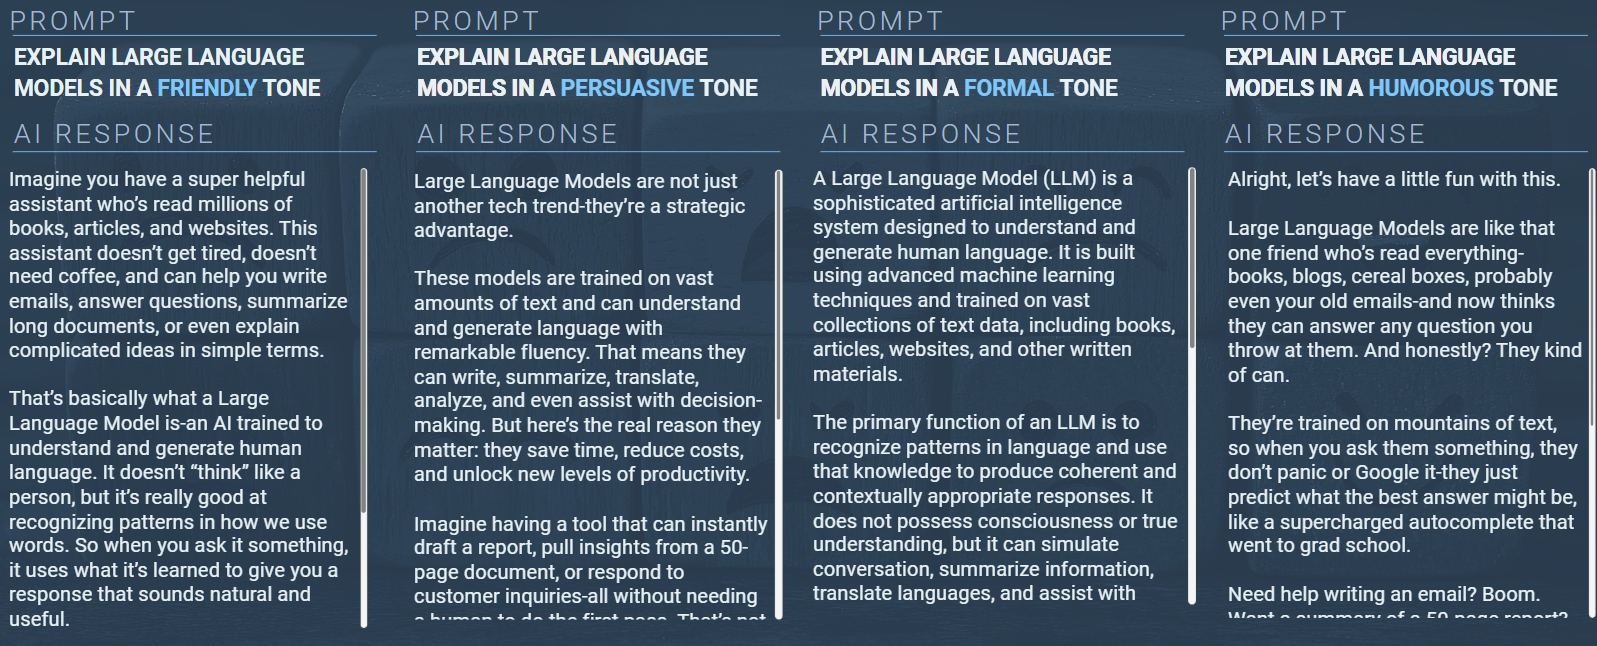 PROMPT
EXPLAIN LARGE LANGUAGE
MODELS IN A FRIENDLY TONE
AI RESPONSE
Imagine you have a super helpful
assistant who's read millions of
books, articles, and websites. This
assistant doesn't get tired, doesn't
need coffee, and can help you write
emails, answer questions, summarize
long documents, or even explain
complicated ideas in simple terms.
That's basically what a Large
Language Model is-an AI trained to
understand and generate human
language. It doesn't “think” like a
person, but it's really good at
recognizing patterns in how we use
words. So when you ask it something,
it uses what it's learned to give you a
response that sounds natural and
useful.
PROMPT
EXPLAIN LARGE LANGUAGE
MODELS IN A PERSUASIVE TONE
AI RESPONSE
Large Language Models are not just
another tech trend-they're a strategic
advantage.
These models are trained on vast
amounts of text and can understand
and generate language with
remarkable fluency. That means they
can write, summarize, translate,
analyze, and even assist with decision-
making. But here's the real reason they
matter: they save time, reduce costs,
and unlock new levels of productivity.
Imagine having a tool that can instantly
draft a report, pull insights from a 50-
page document, or respond to
customer inquiries-all without needing
a human to do the first pass. That's not
PROMPT
EXPLAIN LARGE LANGUAGE
MODELS IN A FORMAL TONE
AI RESPONSE
A Large Language Model (LLM) is a
sophisticated artificial intelligence
system designed to understand and
generate human language. It is built
using advanced machine learning
techniques and trained on vast
collections of text data, including books,
articles, websites, and other written
materials.
The primary function of an LLM is to
recognize patterns in language and use
that knowledge to produce coherent and
contextually appropriate responses. It
does not possess consciousness or true
understanding, but it can simulate
conversation, summarize information,
translate languages, and assist with
PROMPT
EXPLAIN LARGE LANGUAGE
MODELS IN A HUMOROUS TONE
AI RESPONSE
Alright, let's have a little fun with this.
Large Language Models are like that
one friend who's read everything-
books, blogs, cereal boxes, probably
even your old emails-and now thinks
they can answer any question you
throw at them. And honestly? They kind
of can.
They're trained on mountains of text,
so when you ask them something, they
don't panic or Google it-they just
predict what the best answer might be,
like a supercharged autocomplete that
went to grad school.
Need help writing an email? Boom.
Want a summary of a 50-page report?